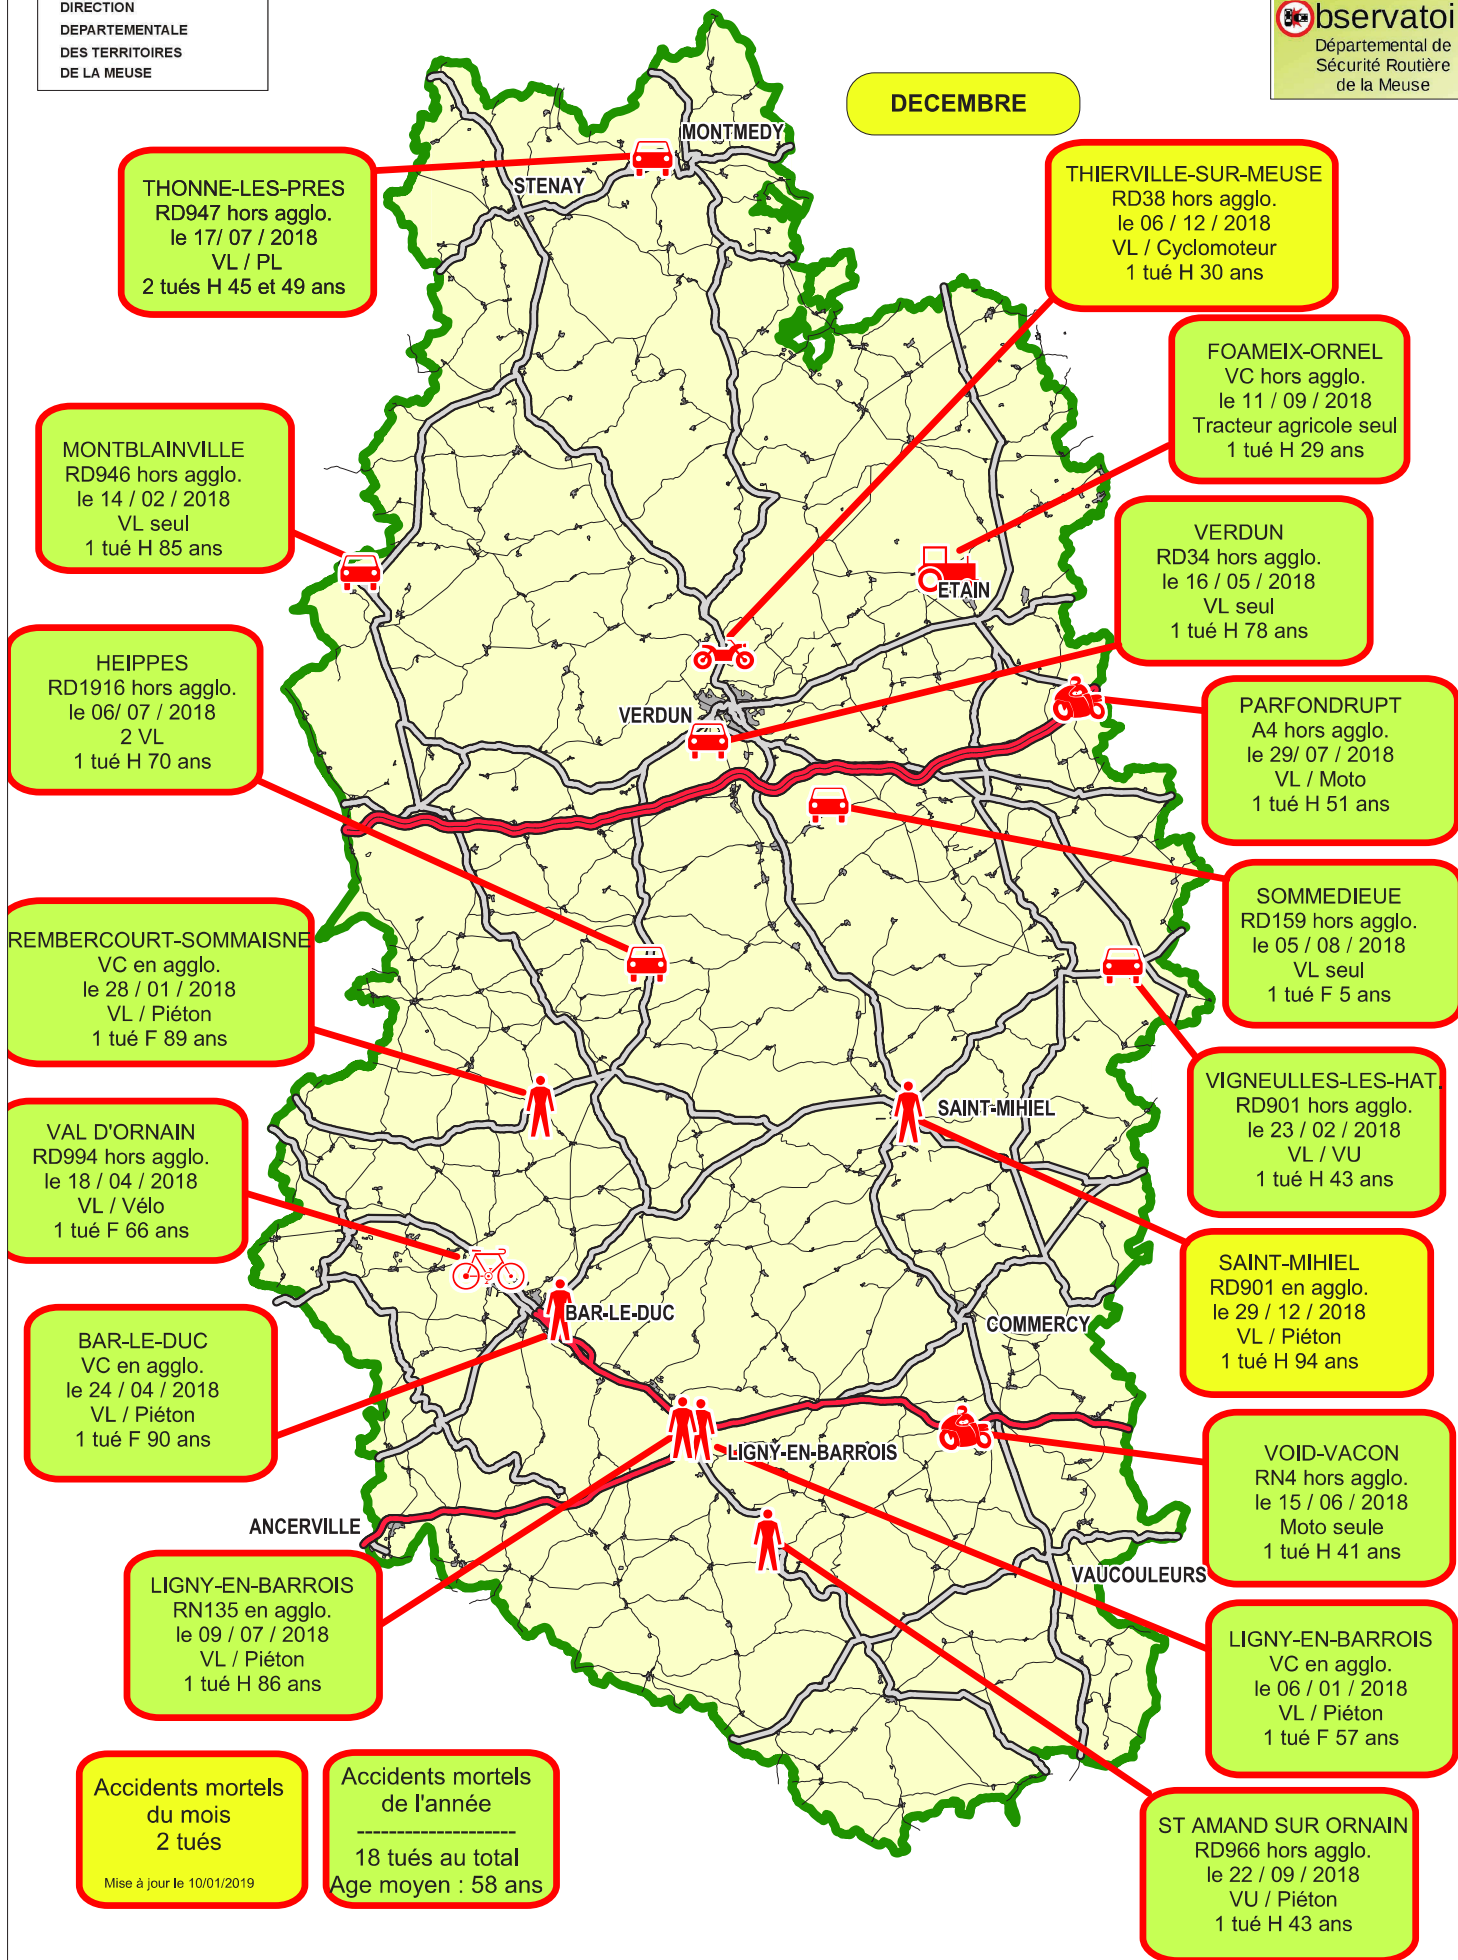 DIRECTION
DEPARTEMENTALE
DES TERRITOIRES
DE LA MEUSE
bservatoi
Départemental de
Sécurité Routière
de la Meuse
DECEMBRE
MONTMEDY
STENAY
THONNE-LES-PRES
RD947 hors agglo.
le 17/ 07 / 2018
VL / PL
2 tués H 45 et 49 ans
THIERVILLE-SUR-MEUSE
RD38 hors agglo.
le 06 / 12 / 2018
VL / Cyclomoteur
1 tué H 30 ans
FOAMEIX-ORNEL
VC hors agglo.
le 11 / 09 / 2018
Tracteur agricole seul
1 tué H 29 ans
MONTBLAINVILLE
RD946 hors agglo.
le 14 / 02 / 2018
VL seul
1 tué H 85 ans
VERDUN
RD34 hors agglo.
le 16 / 05 / 2018
VL seul
1 tué H 78 ans
ETAIN
HEIPPES
RD1916 hors agglo.
le 06/ 07 / 2018
2 VL
1 tué H 70 ans
VERDUN
PARFONDRUPT
A4 hors agglo.
le 29/ 07 / 2018
VL / Moto
1 tué H 51 ans
SOMMEDIEUE
RD159 hors agglo.
le 05 / 08 / 2018
VL seul
1 tué F 5 ans
REMBERCOURT-SOMMAISNE
VC en agglo.
le 28 / 01 / 2018
VL / Piéton
1 tué F 89 ans
VIGNEULLES-LES-HAT.
RD901 hors agglo.
le 23 / 02 / 2018
VL / VU
1 tué H 43 ans
SAINT-MIHIEL
VAL D'ORNAIN
RD994 hors agglo.
le 18 / 04 / 2018
VL / Vélo
1 tué F 66 ans
SAINT-MIHIEL
RD901 en agglo.
le 29 / 12 / 2018
VL / Piéton
1 tué H 94 ans
BAR-LE-DUC
COMMERCY
BAR-LE-DUC
VC en agglo.
le 24 / 04 / 2018
VL / Piéton
1 tué F 90 ans
LIGNY-EN-BARROIS
VOID-VACON
RN4 hors agglo.
le 15 / 06 / 2018
Moto seule
1 tué H 41 ans
ANCERVILLE
VAUCOULEURS
LIGNY-EN-BARROIS
RN135 en agglo.
le 09 / 07 / 2018
VL / Piéton
1 tué H 86 ans
LIGNY-EN-BARROIS
VC en agglo.
le 06 / 01 / 2018
VL / Piéton
1 tué F 57 ans
Accidents mortels
du mois
2 tués
Mise à jour le 10/01/2019
Accidents mortels
de l'année
--------------------
18 tués au total
Age moyen : 58 ans
ST AMAND SUR ORNAIN
RD966 hors agglo.
le 22 / 09 / 2018
VU / Piéton
1 tué H 43 ans